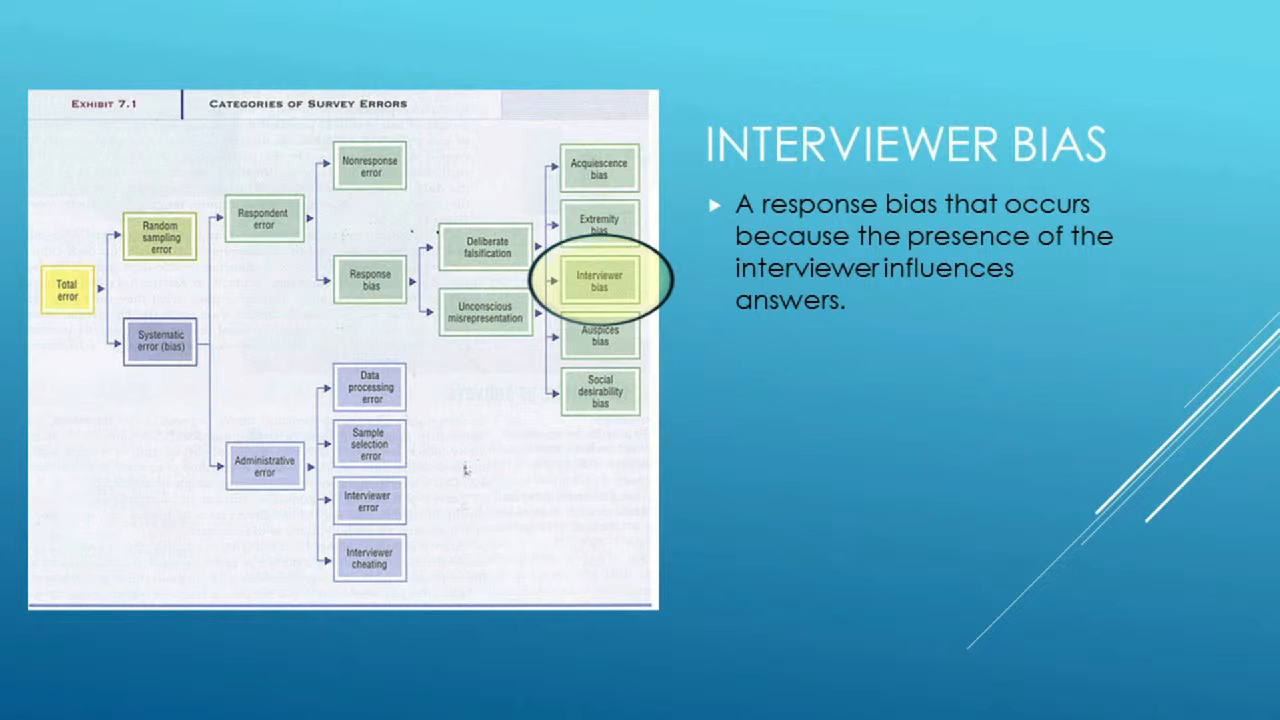 EXHIBIT 7.1
CATEGORIES OF SURVEY ERRORS
Total
error
Random
sampling
error
Systematic
error (bias)
Respondent
error
Administrative
error
Nonresponse
error
Response
bias
Data
processing
error
Sample
selection
error
Interviewer
error
Interviewer
cheating
Deliberate
falsification
Unconscious
misrepresentation
Acquiescence
bias
Extremity
bias
Interviewer
bias
Auspices
bias
Social
desirability
bias
INTERVIEWER BIAS
A response bias that occurs
because the presence of the
interviewer influences
answers.